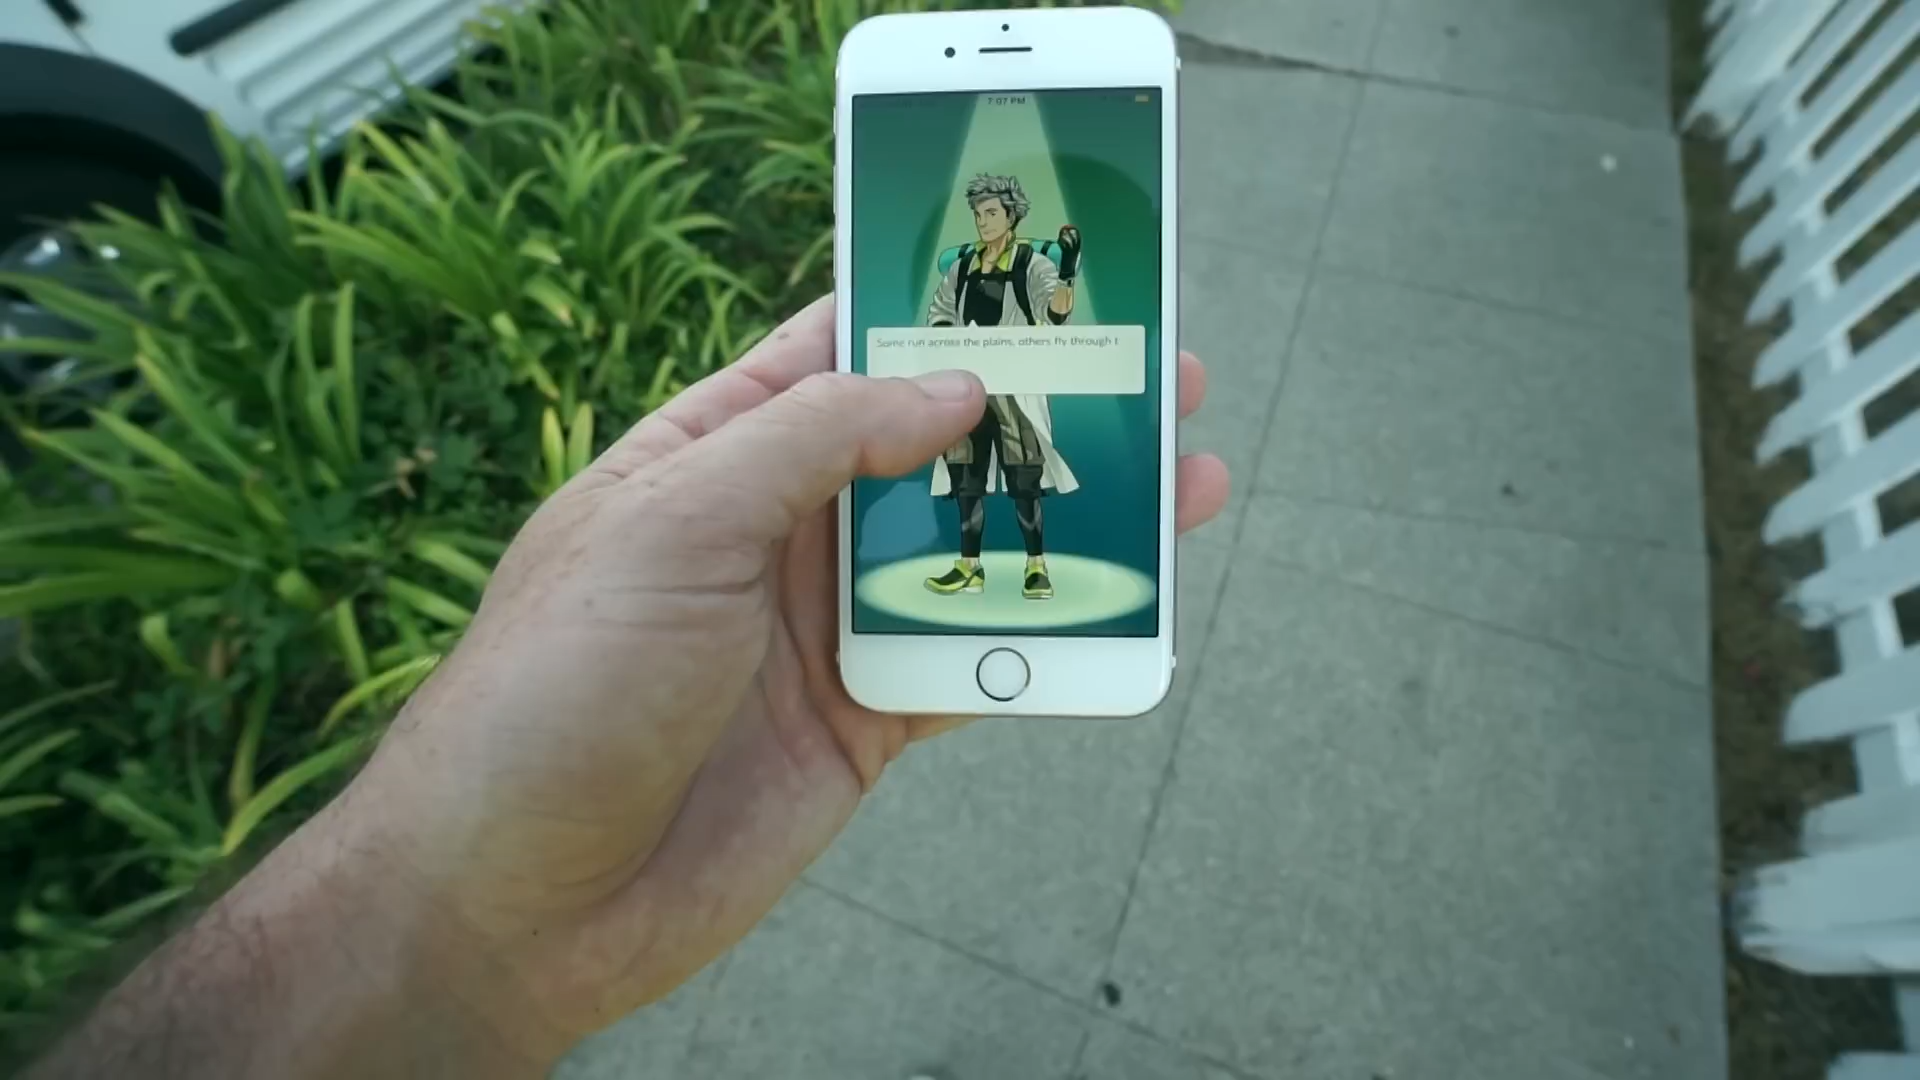 7:07 PM
Some run across the plains, others fly through t